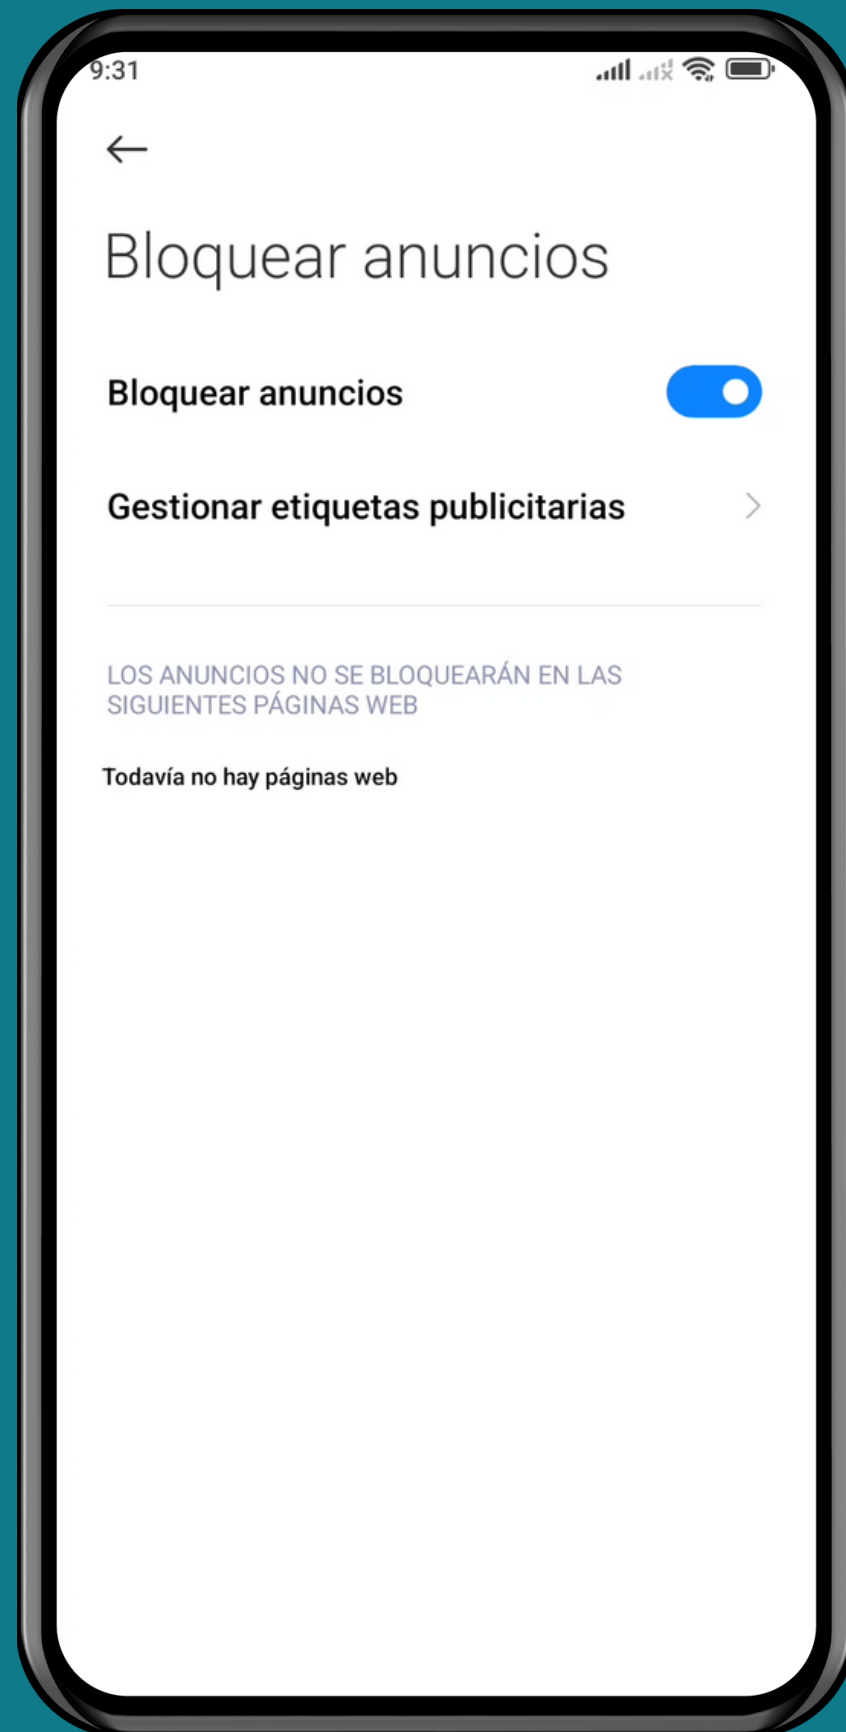 9:31
Bloquear anuncios
Bloquear anuncios
Gestionar etiquetas publicitarias
LOS ANUNCIOS NO SE BLOQUEARÁN EN LAS
SIGUIENTES PÁGINAS WEB
Todavía no hay páginas web